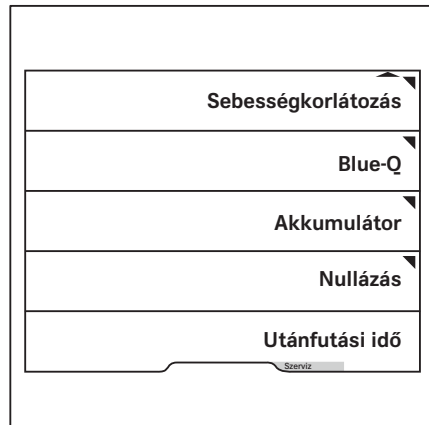 Sebességkorlátozás
Blue-Q
Akkumulátor
Nullázás
Utánfutási idő
Szerviz